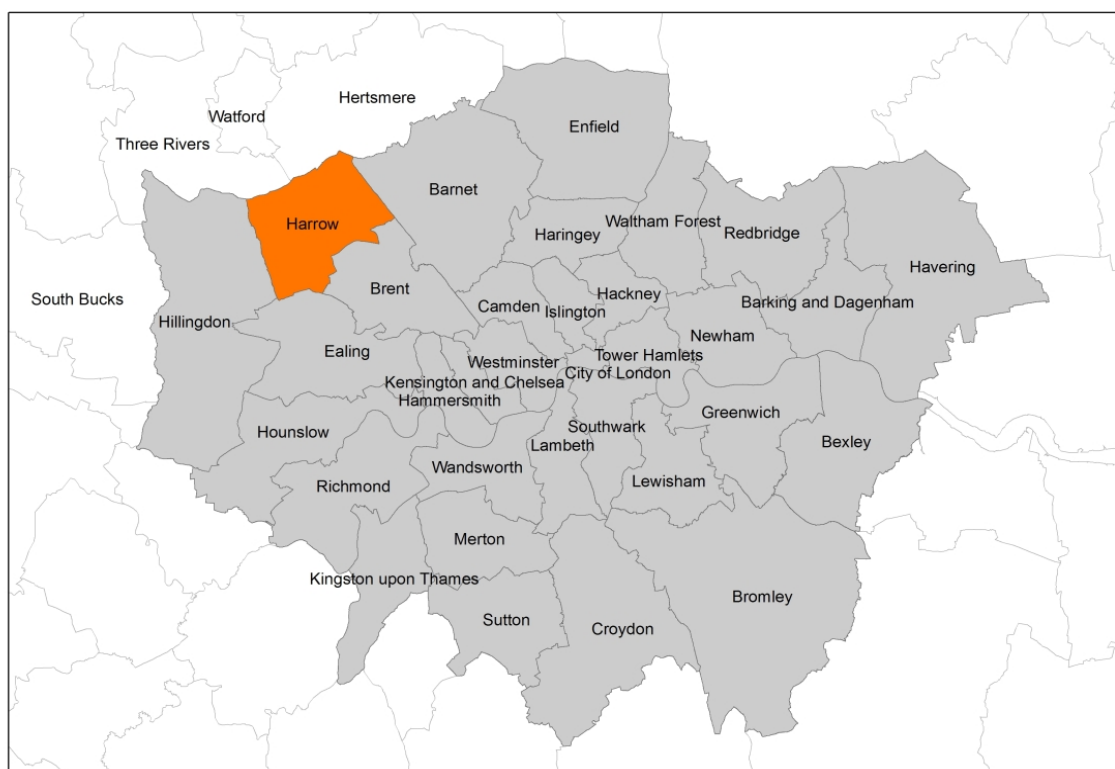 Hertsmere
Watford
Enfield
Three Rivers
Barnet
Harrow
Waltham Forest
Haringey
Redbridge
Havering
South Bucks
Brent
Hackney
Camden
Islington
Barking and Dagenham
Hillingdon
Newham
Ealing
Tower Hamlets
Westminster
City of London
Kensington and Chelsea
Hammersmith
Greenwich
Southwark
Hounslow
Bexley
Lambeth
Wandsworth
Lewisham
Richmond
Merton
Kingston upon Thames
Bromley
Sutton
Croydon